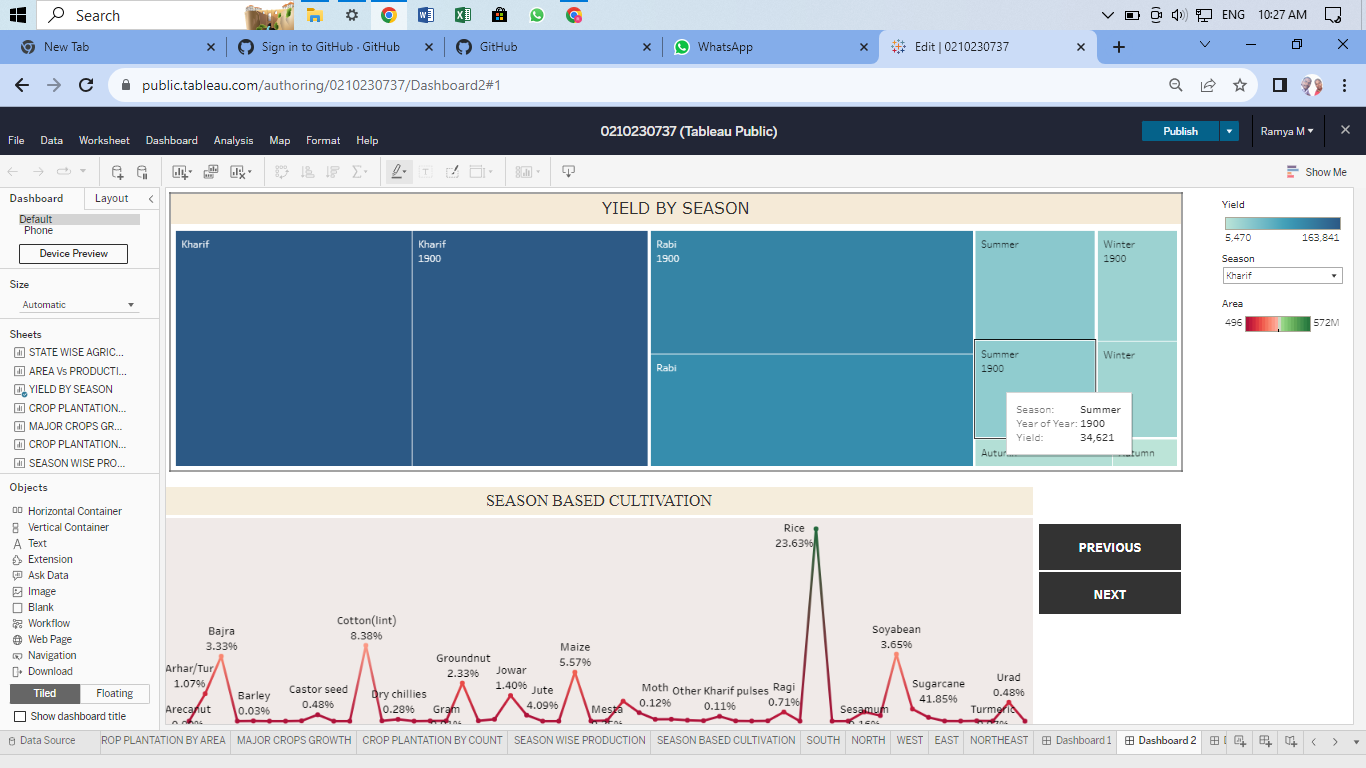 Search
ENG
10:27 AM
New Tab
Sign in to GitHub · GitHub
GitHub
WhatsApp
Edit | 0210230737
public.tableau.com/authoring/0210230737/Dashboard2#1
0210230737 (Tableau Public)
File Data Worksheet Dashboard Analysis Map Format Help
Publish
Ramya M
Show Me
Dashboard Layout
Default
Phone
Device Preview
Size
Automatic
Sheets
STATE WISE AGRIC...
AREA Vs PRODUCTI...
YIELD BY SEASON
CROP PLANTATION...
MAJOR CROPS GR...
CROP PLANTATION...
SEASON WISE PRO...
Objects
Horizontal Container
Vertical Container
Text
Extension
Ask Data
Image
Blank
Workflow
Web Page
Navigation
Download
Tiled Floating
Show dashboard title
YIELD BY SEASON
Kharif
Kharif
1900
Rabi
1900
Rabi
Summer
Winter
1900
Summer
1900
Winter
Season: Summer
Year of Year: 1900
Yield: 34,621
Yield
5,470 163,841
Season
Kharif
Area
496 572M
SEASON BASED CULTIVATION
Rice
23.63%
Cotton(lint)
8.38%
Bajra
3.33%
Soyabean
3.65%
Maize
5.57%
Groundnut
2.33%
Arhar/Tur
1.07%
Jowar
1.40%
Urad
0.48%
Sugarcane
41.85%
Castor seed
0.48%
Jute
4.09%
Moth
0.12%
Other Kharif pulses
0.11%
Ragi
0.71%
Barley
0.03%
Dry chillies
0.28%
Arecanut
Gram
Mesta
Sesamum
Turmeric
PREVIOUS
NEXT
Data Source
ROP PLANTATION BY AREA
MAJOR CROPS GROWTH
CROP PLANTATION BY COUNT
SEASON WISE PRODUCTION
SEASON BASED CULTIVATION
SOUTH
NORTH
WEST
EAST
NORTHEAST
Dashboard 1
Dashboard 2